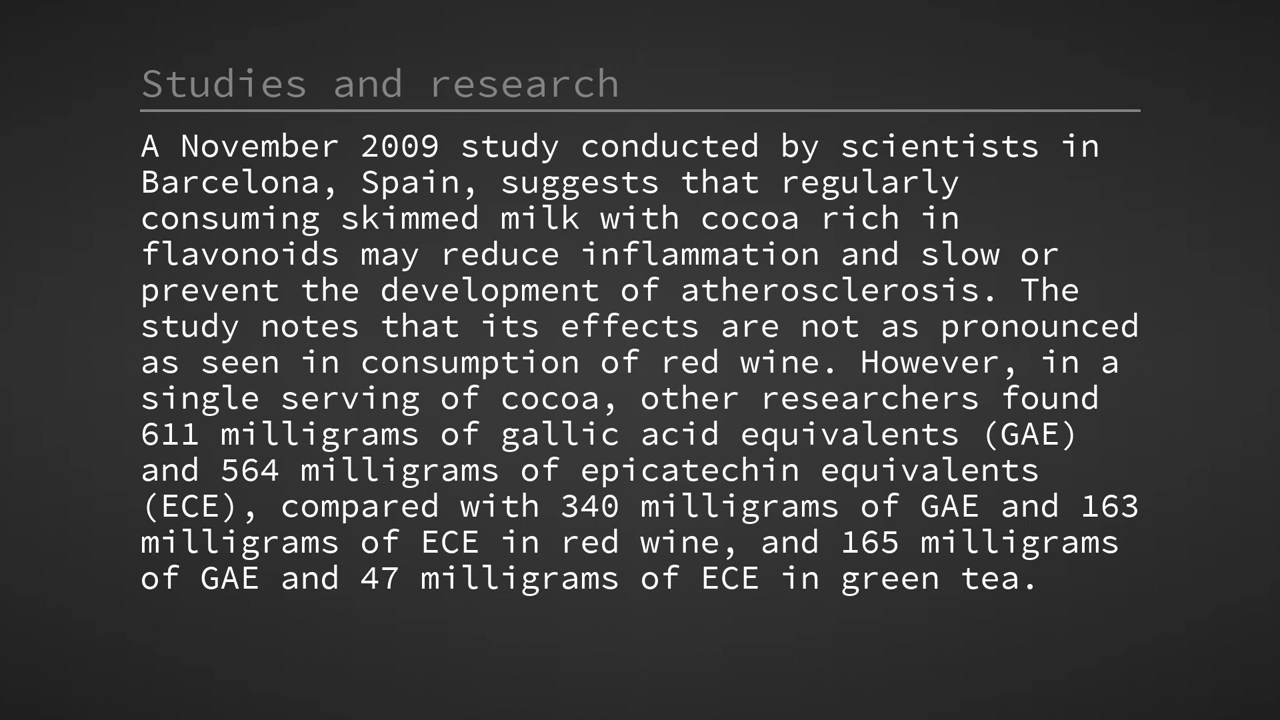 Studies and research
A November 2009 study conducted by scientists in
Barcelona, Spain, suggests that regularly
consuming skimmed milk with cocoa rich in
flavonoids may reduce inflammation and slow or
prevent the development of atherosclerosis. The
study notes that its effects are not as pronounced
as seen in consumption of red wine. However, in a
single serving of cocoa, other researchers found
611 milligrams of gallic acid equivalents (GAE)
and 564 milligrams of epicatechin equivalents
(ECE), compared with 340 milligrams of GAE and 163
milligrams of ECE in red wine, and 165 milligrams
of GAE and 47 milligrams of ECE in green tea.